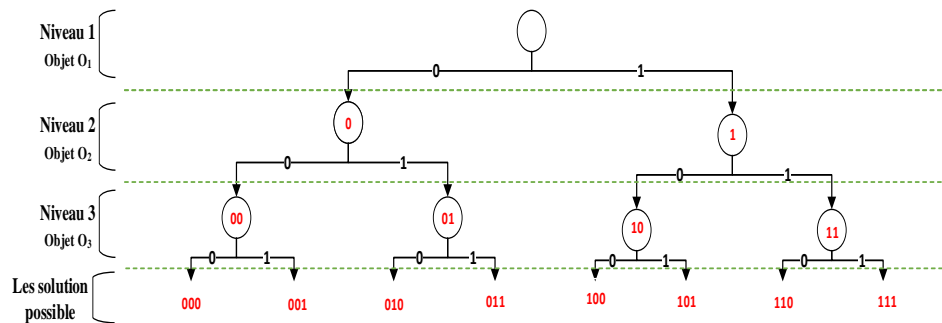 Niveau 1
Objet O₁
0 1
Niveau 2
Objet O₂
0 1
0 1 0 1
Niveau 3
Objet O₃
00 01 10 11
0 1 0 1 0 1 0 1
Les solution
possible
000 001 010 011 100 101 110 111